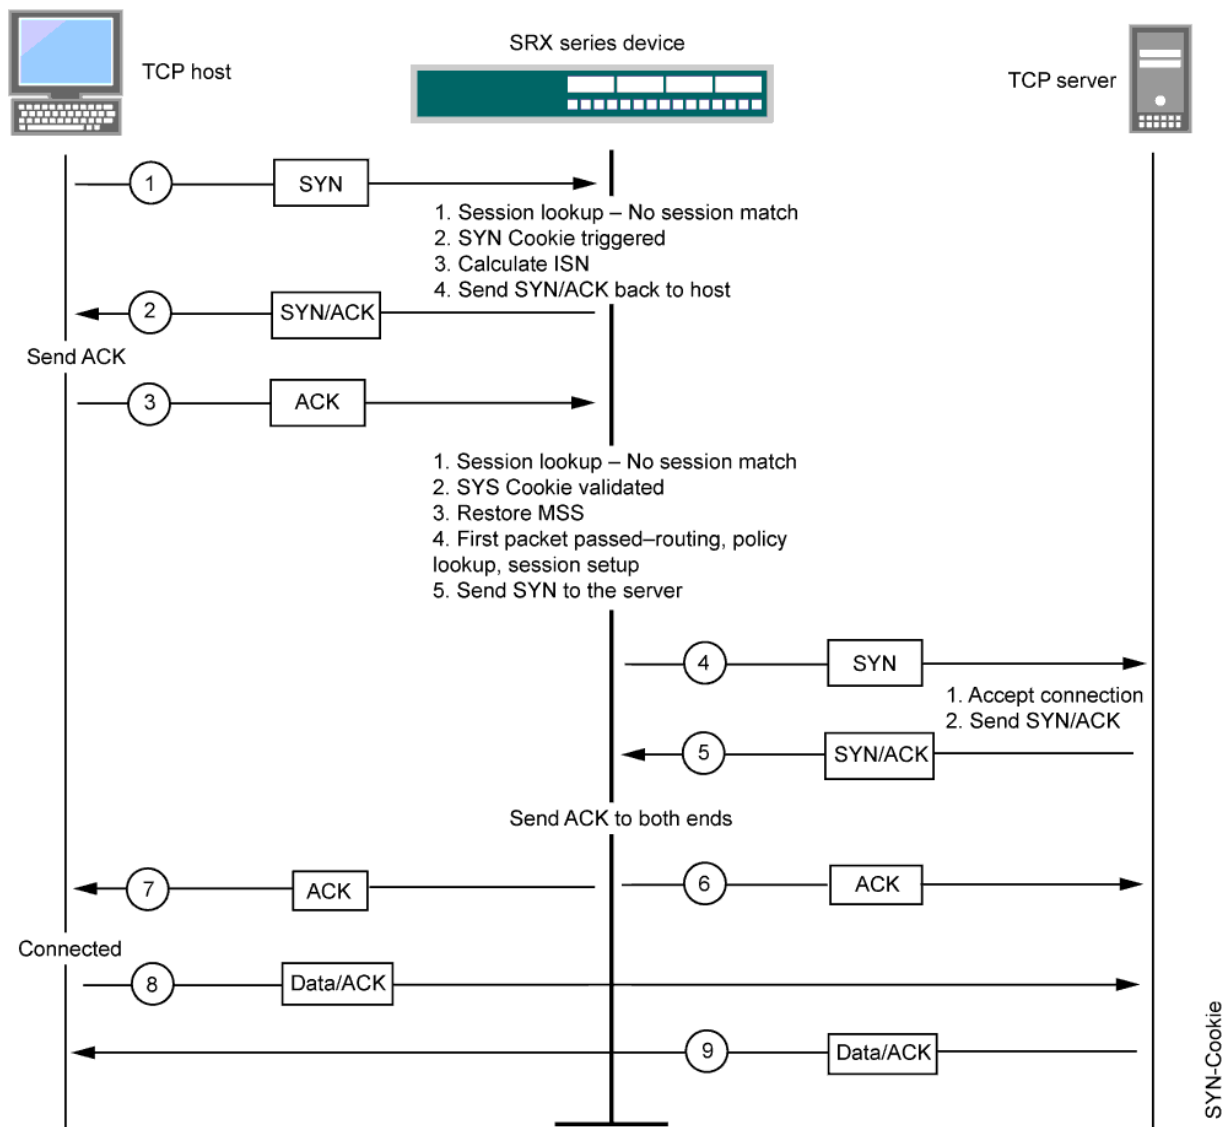 SRX series device
TCP host
TCP server
1 SYN
1. Session lookup – No session match
2. SYN Cookie triggered
3. Calculate ISN
4. Send SYN/ACK back to host
2 SYN/ACK
Send ACK
3 ACK
1. Session lookup – No session match
2. SYS Cookie validated
3. Restore MSS
4. First packet passed–routing, policy
lookup, session setup
5. Send SYN to the server
4 SYN
1. Accept connection
2. Send SYN/ACK
5 SYN/ACK
Send ACK to both ends
7 ACK
6 ACK
Connected
8 Data/ACK
9 Data/ACK
SYN-Cookie